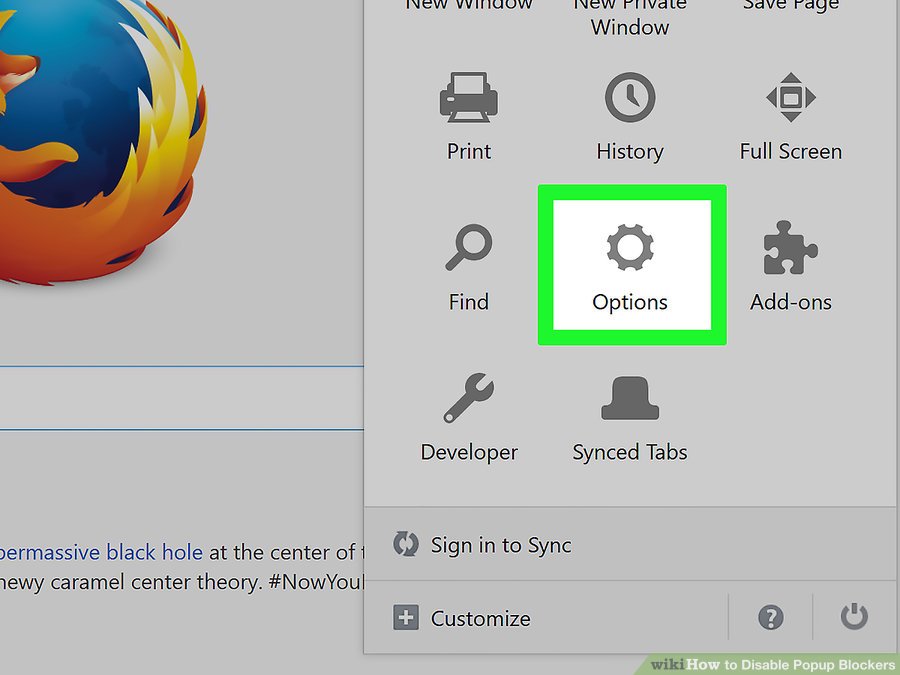 New Window
New Private
Save Page
Window
Print
History
Full Screen
Find
Options
Add-ons
Developer
Synced Tabs
permassive black hole at the center of
newy caramel center theory. #NowYou
Sign in to Sync
Customize
wikiHow to Disable Popup Blockers